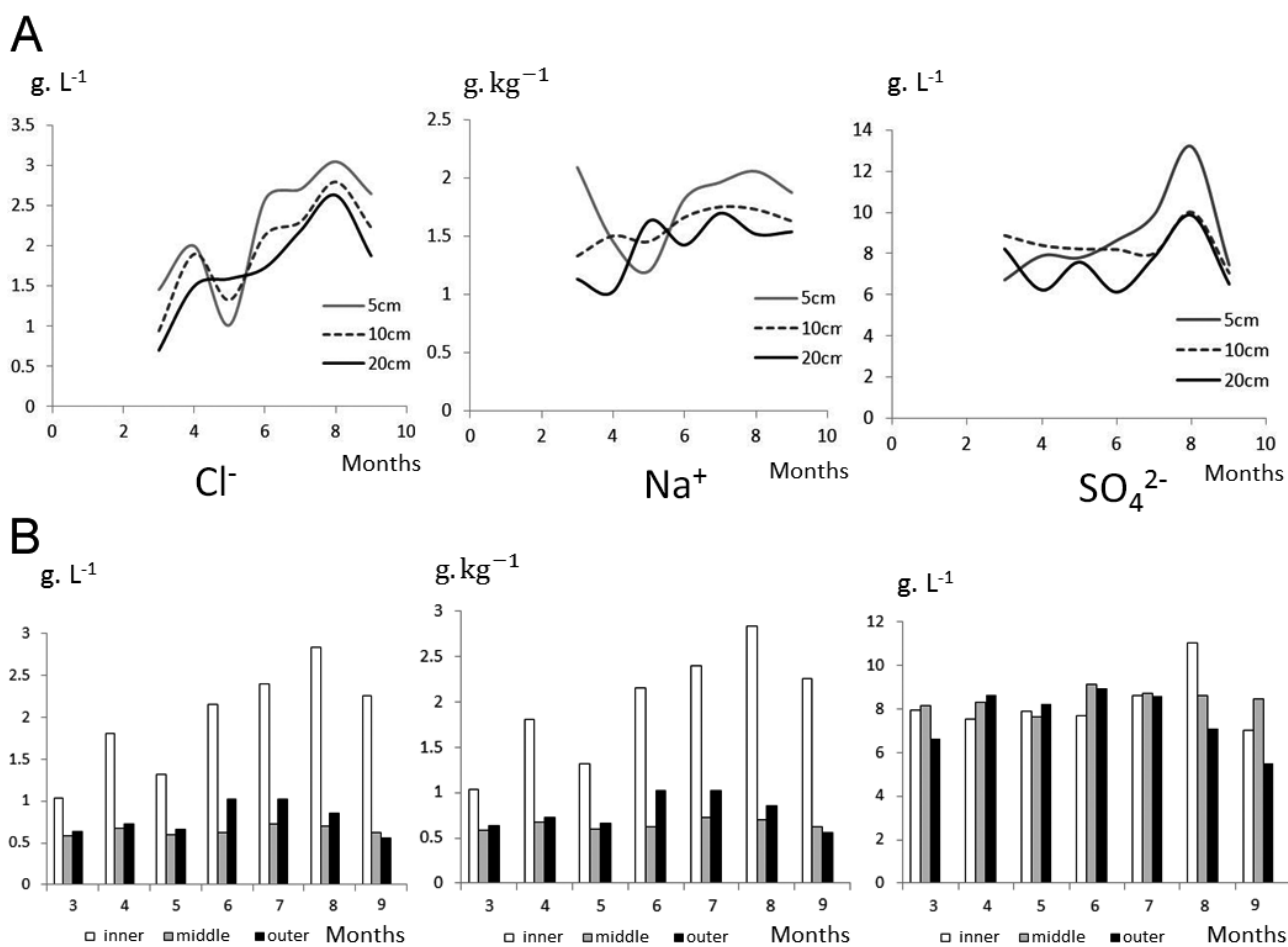 A
g. L-1
g. kg−1
g. L-1
3.5
3
2.5
2
1.5
1
0.5
0
0
2
4
6
8
10
5cm
10cm
20cm
Months
Cl-
2.5
2
1.5
1
0.5
0
0
2
4
6
8
10
5cm
10cm
20cm
Months
Na+
14
12
10
8
6
4
2
0
0
2
4
6
8
10
5cm
10cm
20cm
Months
SO42-
B
g. L-1
g. kg−1
g. L-1
3
2.5
2
1.5
1
0.5
0
3 4 5 6 7 8 9
inner middle outer Months
3
2.5
2
1.5
1
0.5
0
3 4 5 6 7 8 9
inner middle outer Months
12
10
8
6
4
2
0
3 4 5 6 7 8 9
inner middle outer Months